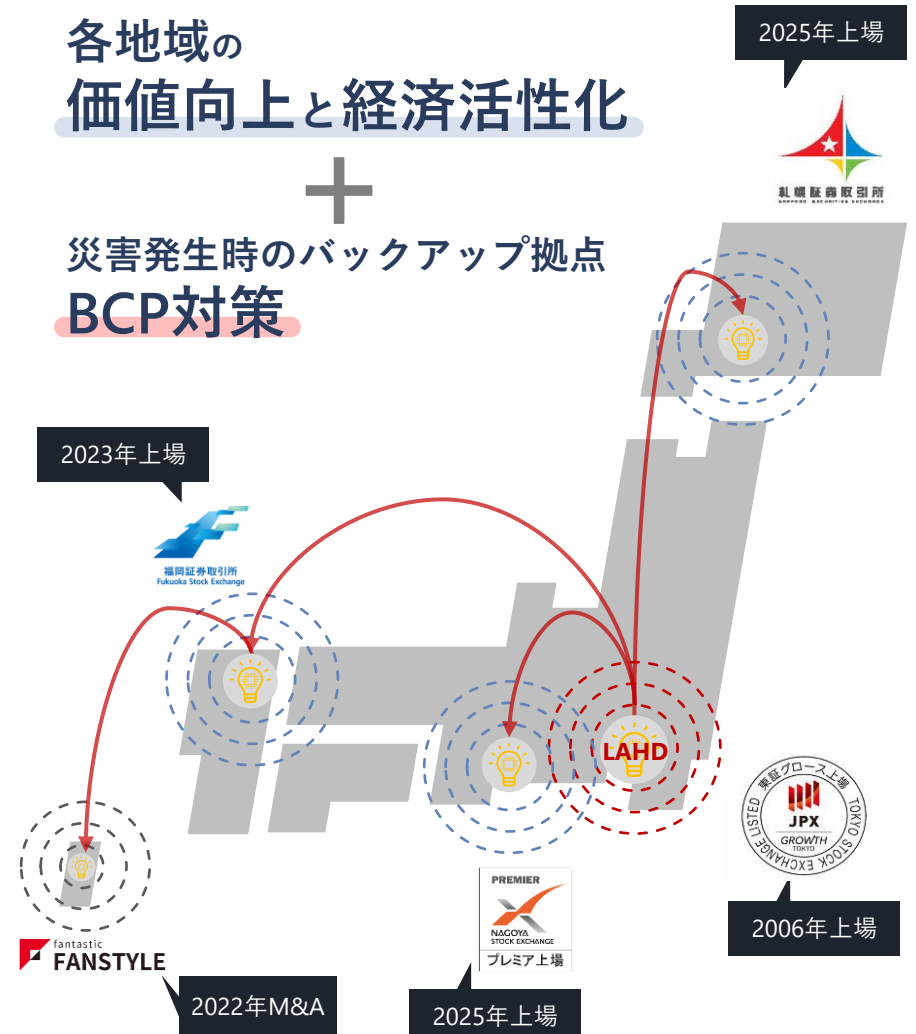 各地域の
価値向上と経済活性化
＋
災害発生時のバックアップ拠点
BCP対策
2025年上場
札幌証券取引所
SAPPORO SECURITIES EXCHANGE
2023年上場
福岡証券取引所
Fukuoka Stock Exchange
LAHD
東証グロース上場
TOKYO STOCK EXCHANGE LISTED
JPX
GROWTH
TOKYO
2006年上場
PREMIER
NAGOYA
STOCK EXCHANGE
プレミア上場
2025年上場
fantastic
FANSTYLE
2022年M&A